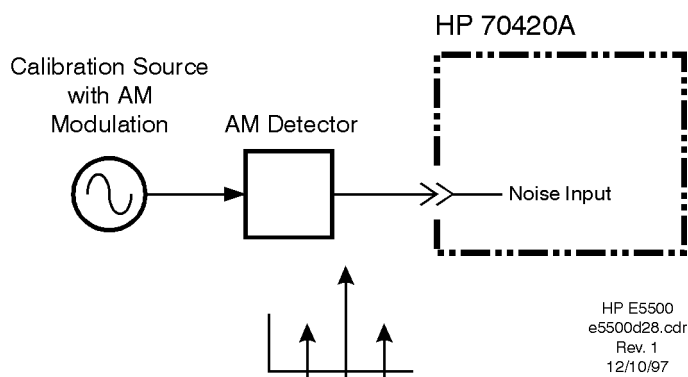 HP 70420A
Calibration Source
with AM
Modulation
AM Detector
Noise Input
HP E5500
e5500d28.cdr
Rev. 1
12/10/97